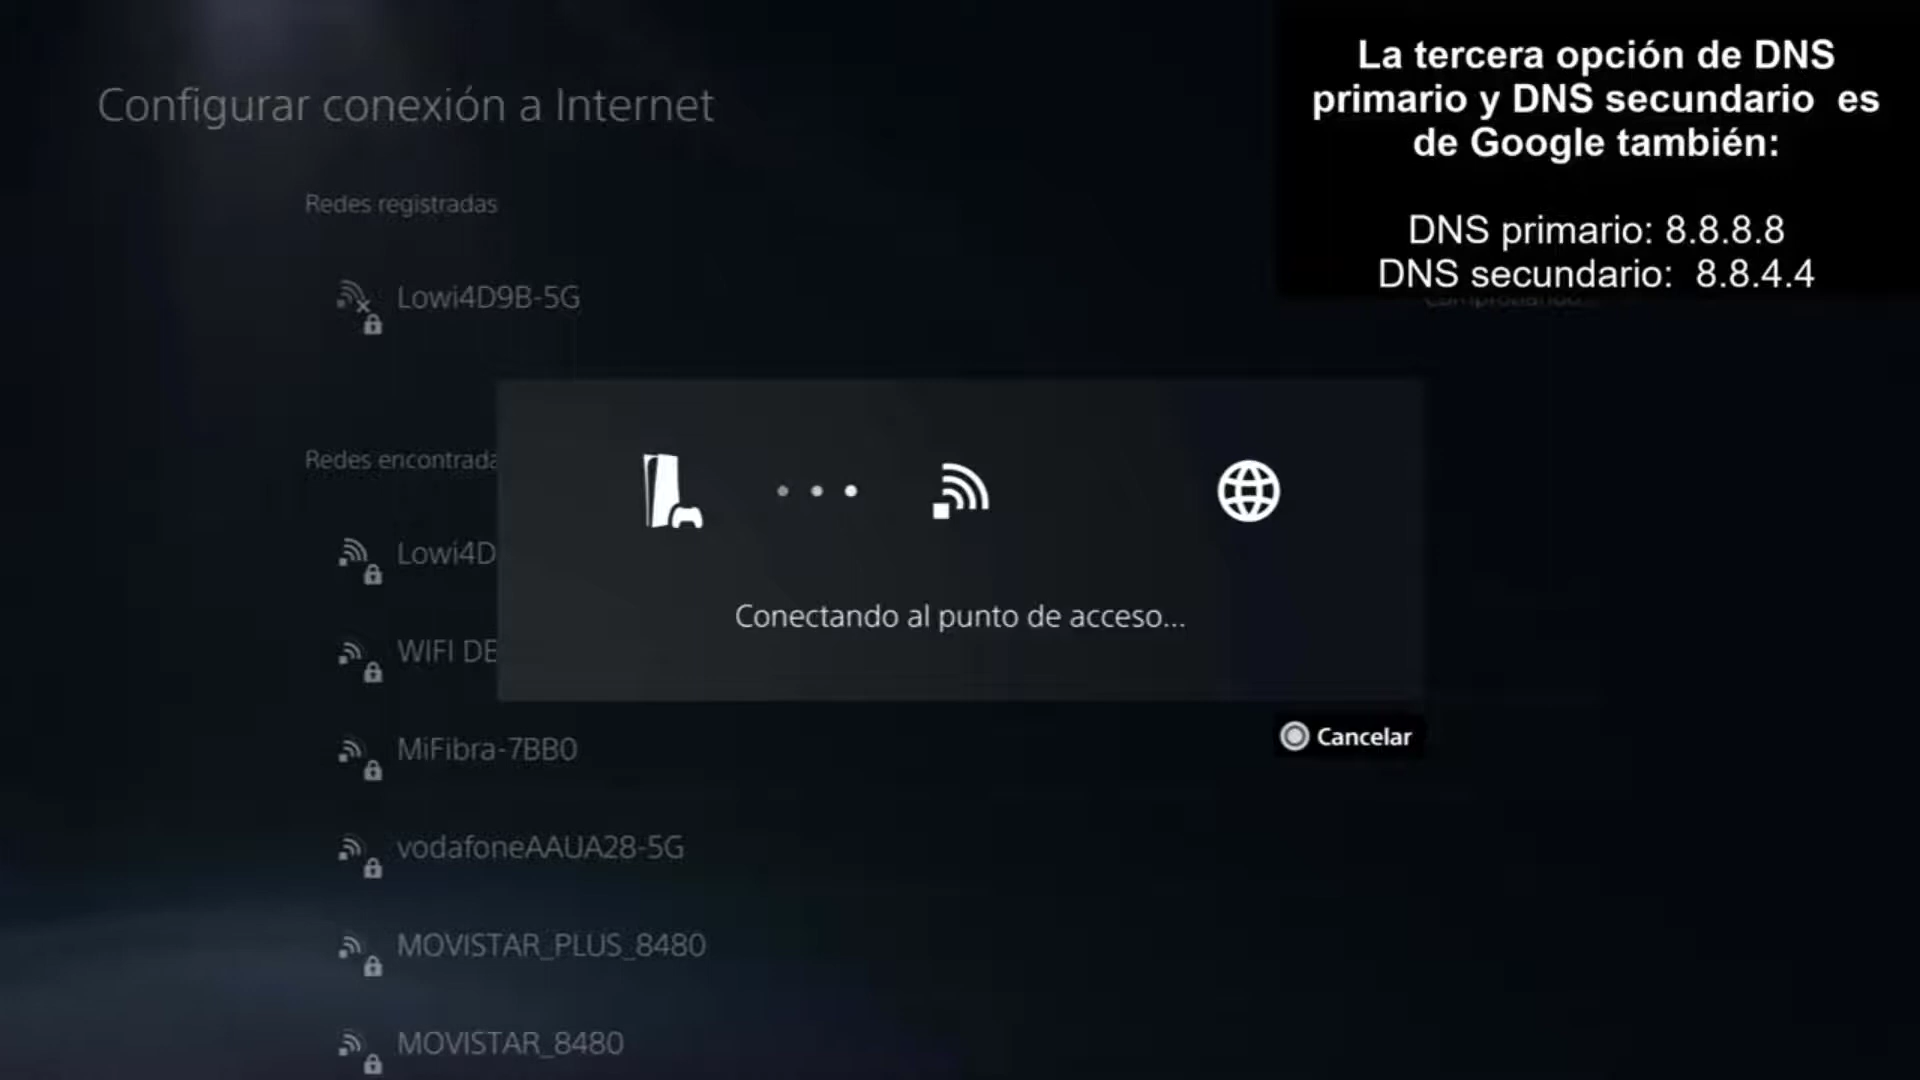 La tercera opción de DNS
primario y DNS secundario es
de Google también:
DNS primario: 8.8.8.8
DNS secundario: 8.8.4.4
Configurar conexión a Internet
Redes registradas
Lowi4D9B-5G
Comprobando...
Redes encontrada
Lowi4D
WIFI DE
MiFibra-7BB0
vodafoneAAUA28-5G
MOVISTAR_PLUS_8480
MOVISTAR_8480
Conectando al punto de acceso...
Cancelar